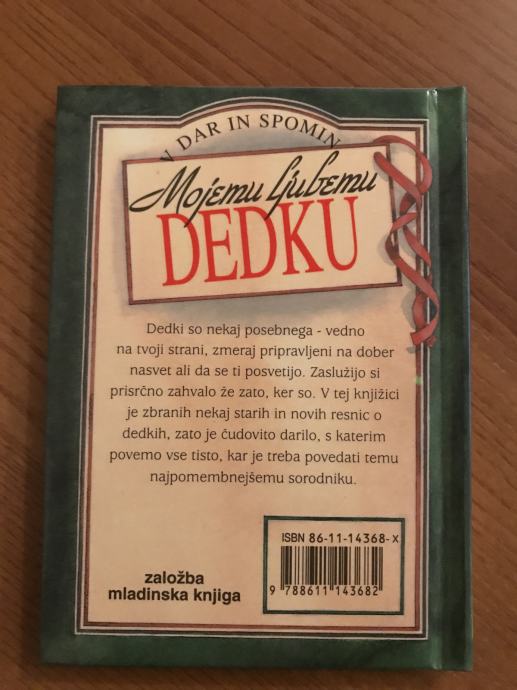 V DAR IN SPOMIN
Mojemu ljubemu
DEDKU
Dedki so nekaj posebnega - vedno
na tvoji strani, zmeraj pripravljeni na dober
nasvet ali da se ti posvetijo. Zaslužijo si
prisrčno zahvalo že zato, ker so. V tej knjižici
je zbranih nekaj starih in novih resnic o
dedkih, zato je čudovito darilo, s katerim
povemo vse tisto, kar je treba povedati temu
najpomembnejšemu sorodniku.
ISBN 86-11-14368-X
9 788611 143682
založba
mladinska knjiga